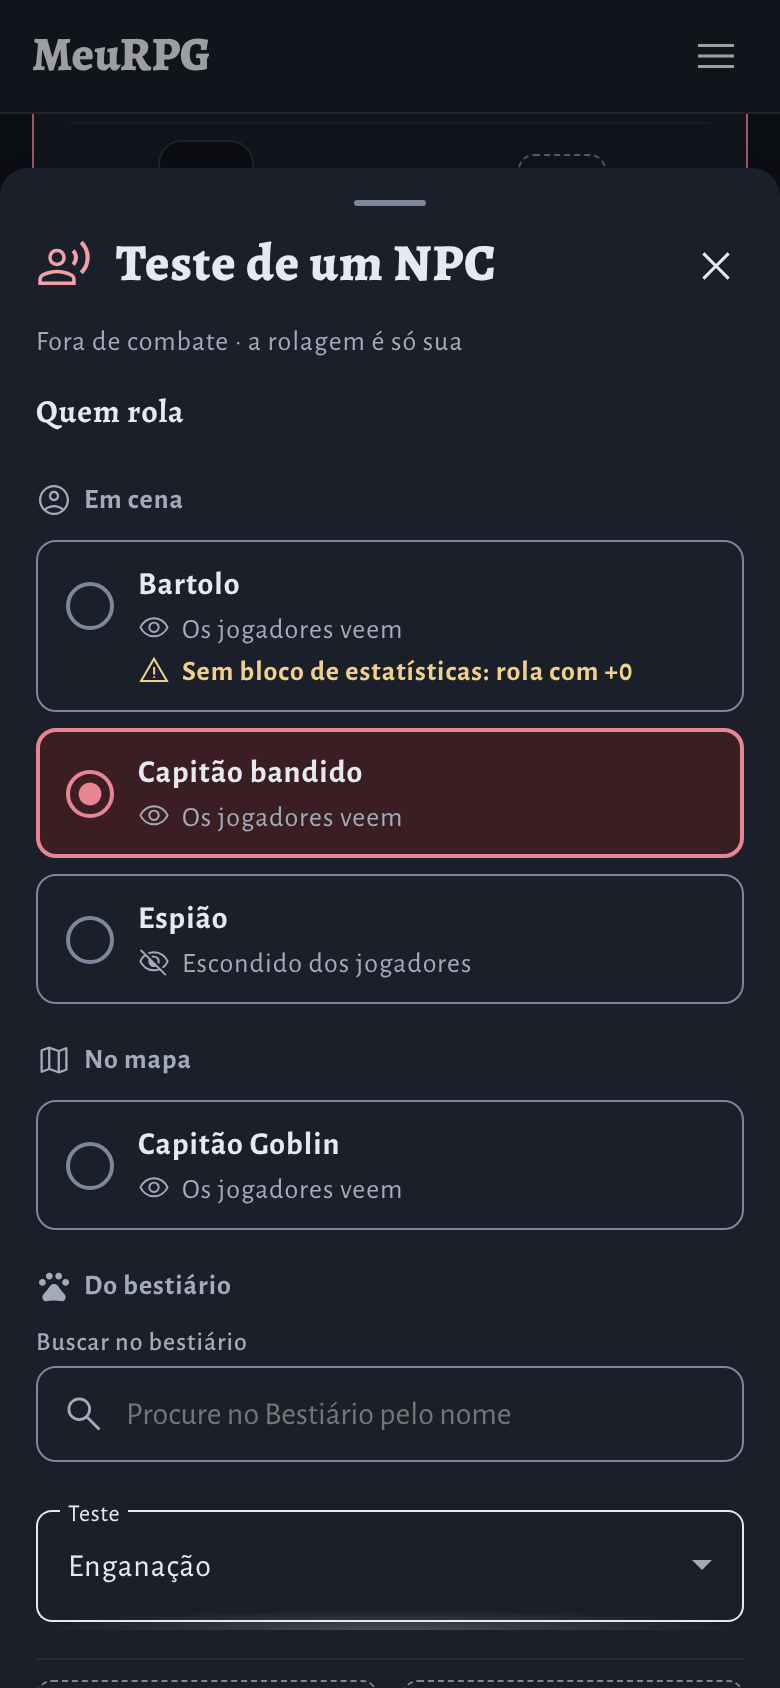 MeuRPG
Teste de um NPC
Fora de combate · a rolagem é só sua
Quem rola
Em cena
Bartolo
Os jogadores veem
Sem bloco de estatísticas: rola com +0
Capitão bandido
Os jogadores veem
Espião
Escondido dos jogadores
No mapa
Capitão Goblin
Os jogadores veem
Do bestiário
Buscar no bestiário
Procure no Bestiário pelo nome
Teste
Enganação